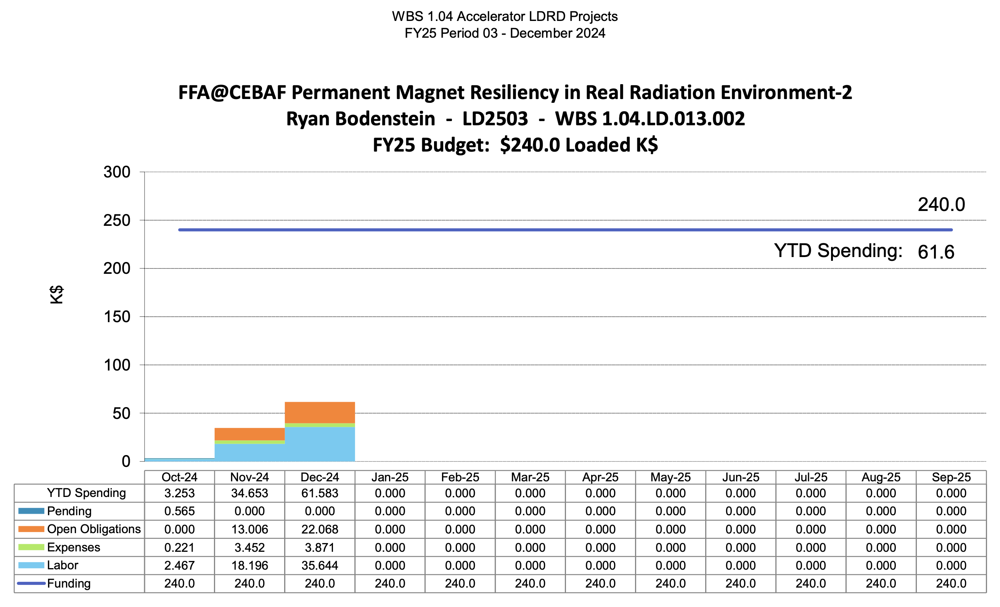 WBS 1.04 Accelerator LDRD Projects
FY25 Period 03 - December 2024
FFA@CEBAF Permanent Magnet Resiliency in Real Radiation Environment-2
Ryan Bodenstein - LD2503 - WBS 1.04.LD.013.002
FY25 Budget: $240.0 Loaded K$
300
250
200
150
100
50
0
K$
240.0
YTD Spending: 61.6
Oct-24 Nov-24 Dec-24 Jan-25 Feb-25 Mar-25 Apr-25 May-25 Jun-25 Jul-25 Aug-25 Sep-25
YTD Spending 3.253 34.653 61.583 0.000 0.000 0.000 0.000 0.000 0.000 0.000 0.000 0.000
Pending 0.565 0.000 0.000 0.000 0.000 0.000 0.000 0.000 0.000 0.000 0.000 0.000
Open Obligations 0.000 13.006 22.068 0.000 0.000 0.000 0.000 0.000 0.000 0.000 0.000 0.000
Expenses 0.221 3.452 3.871 0.000 0.000 0.000 0.000 0.000 0.000 0.000 0.000 0.000
Labor 2.467 18.196 35.644 0.000 0.000 0.000 0.000 0.000 0.000 0.000 0.000 0.000
Funding 240.0 240.0 240.0 240.0 240.0 240.0 240.0 240.0 240.0 240.0 240.0 240.0